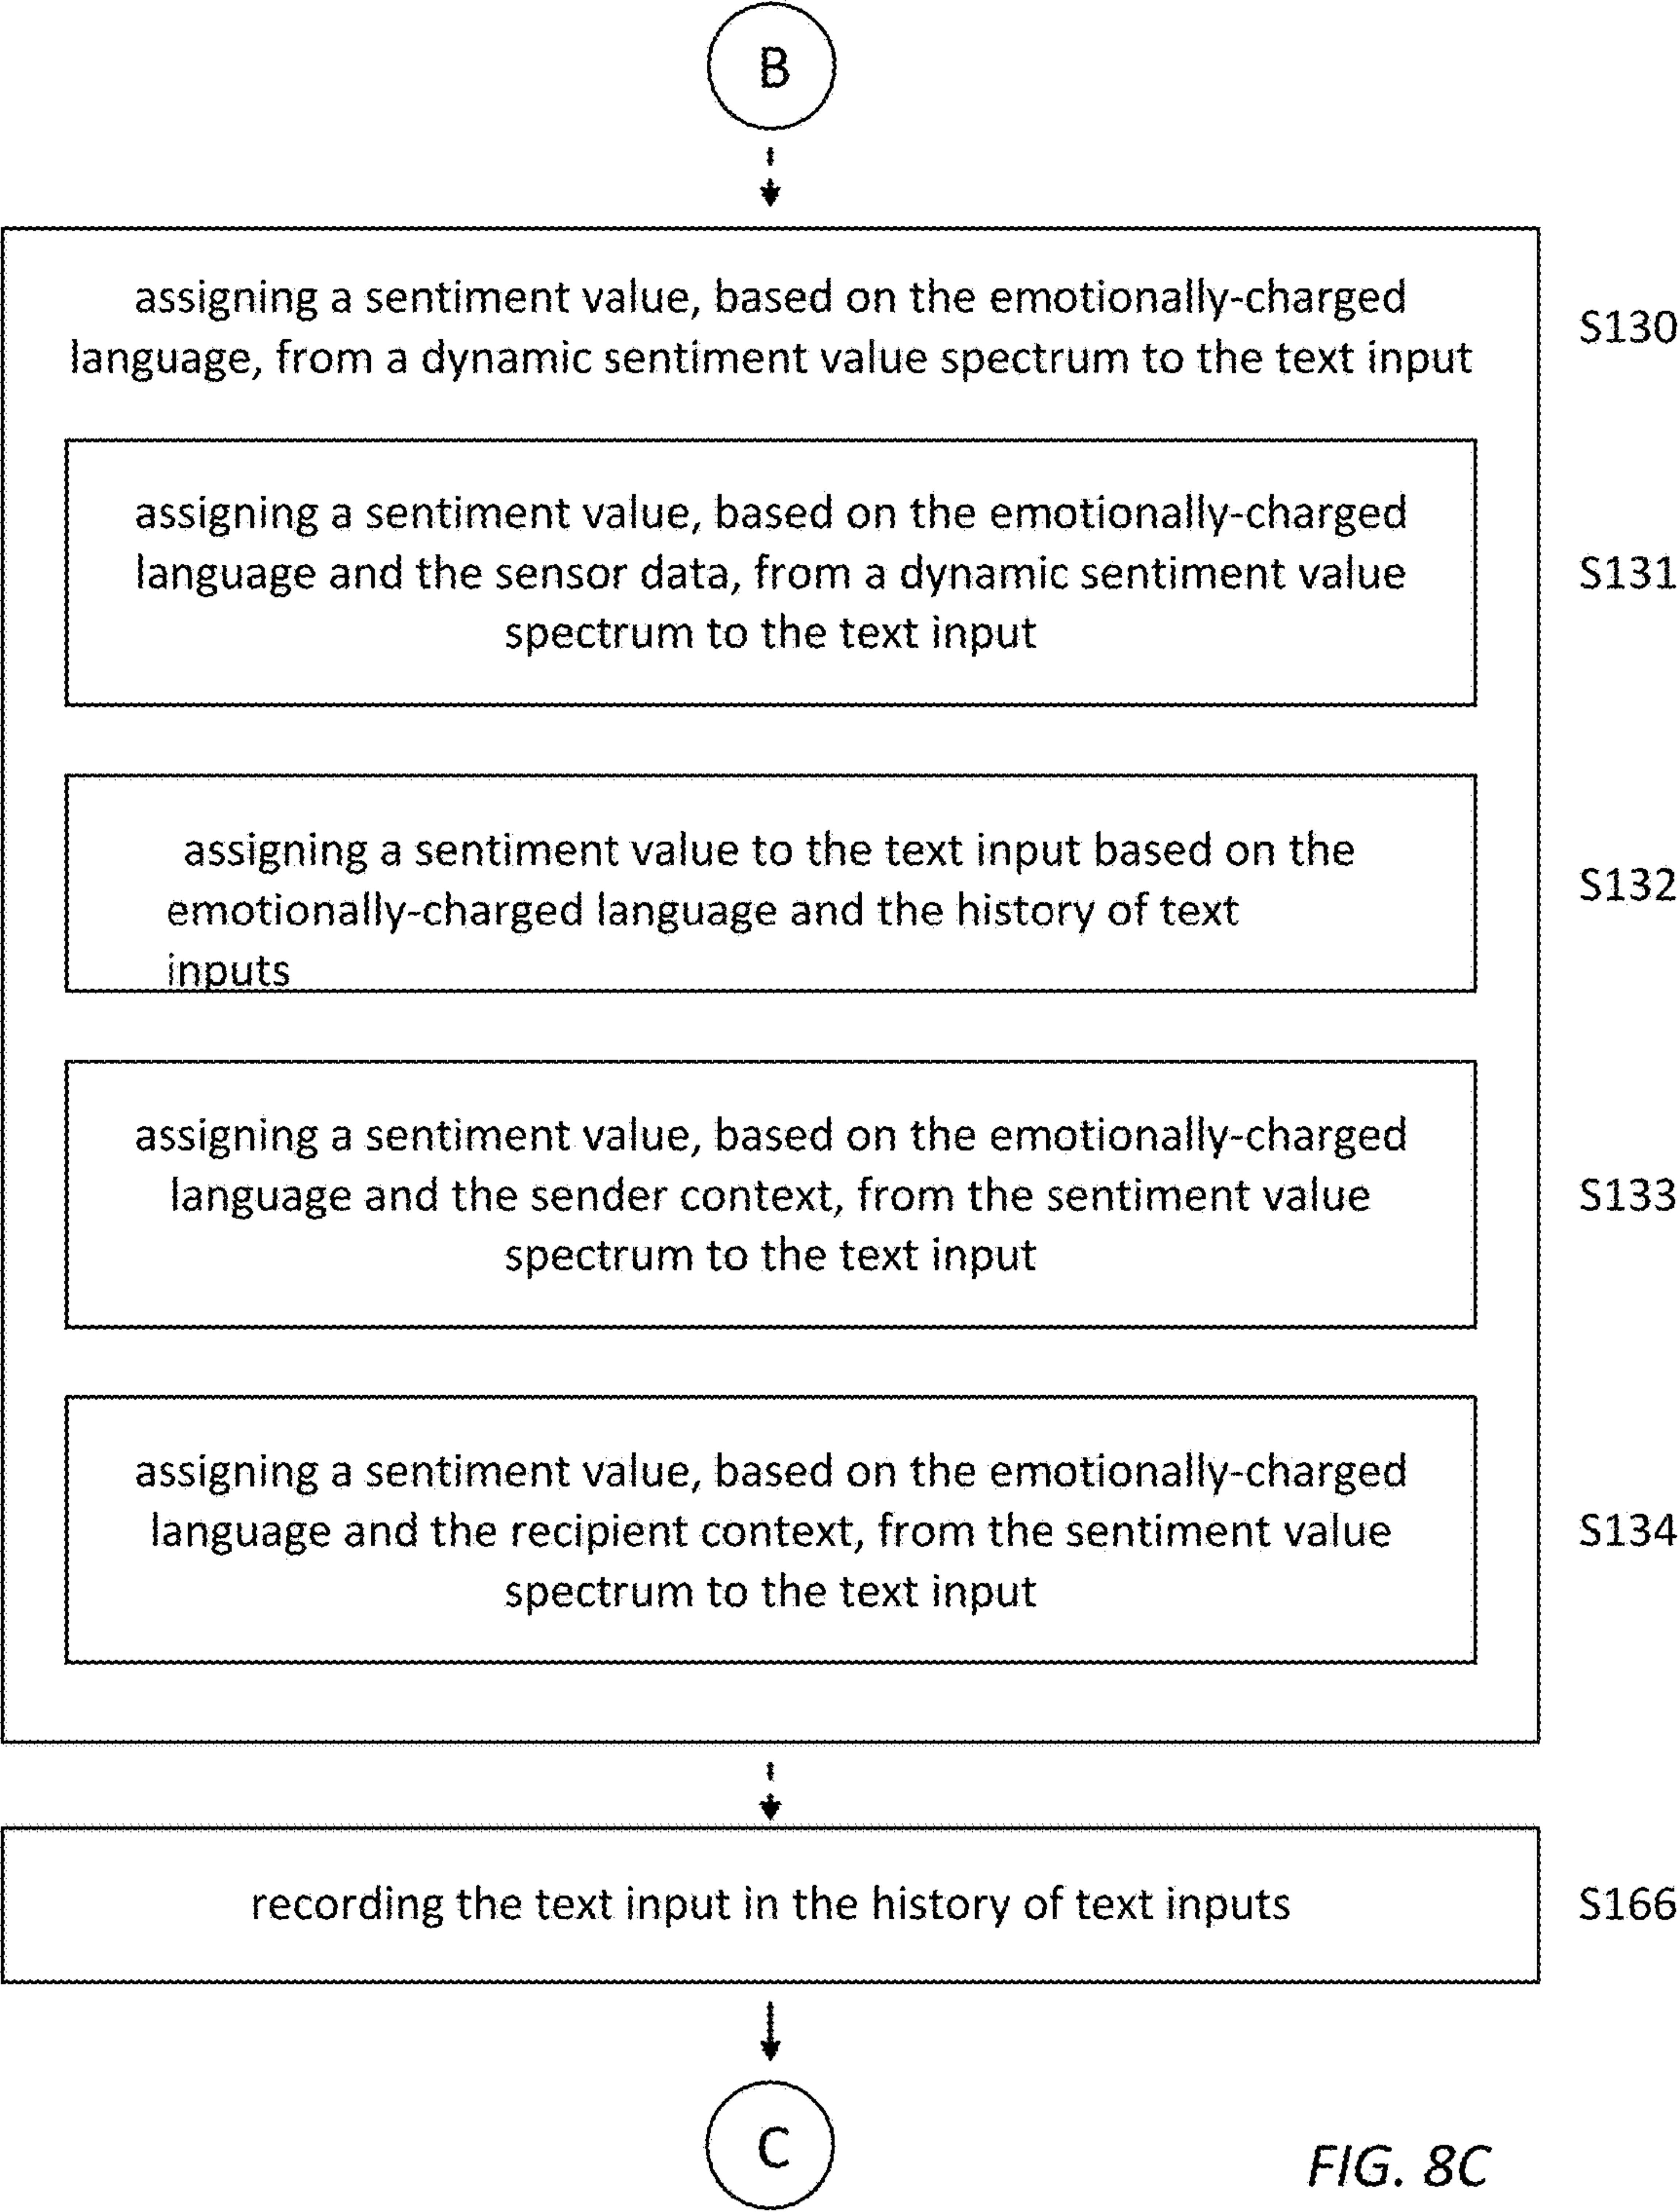 B
assigning a sentiment value, based on the emotionally-charged
language, from a dynamic sentiment value spectrum to the text input
S130
assigning a sentiment value, based on the emotionally-charged
language and the sensor data, from a dynamic sentiment value
spectrum to the text input
S131
assigning a sentiment value to the text input based on the
emotionally-charged language and the history of text
inputs
S132
assigning a sentiment value, based on the emotionally-charged
language and the sender context, from the sentiment value
spectrum to the text input
S133
assigning a sentiment value, based on the emotionally-charged
language and the recipient context, from the sentiment value
spectrum to the text input
S134
recording the text input in the history of text inputs
S166
C
FIG. 8C